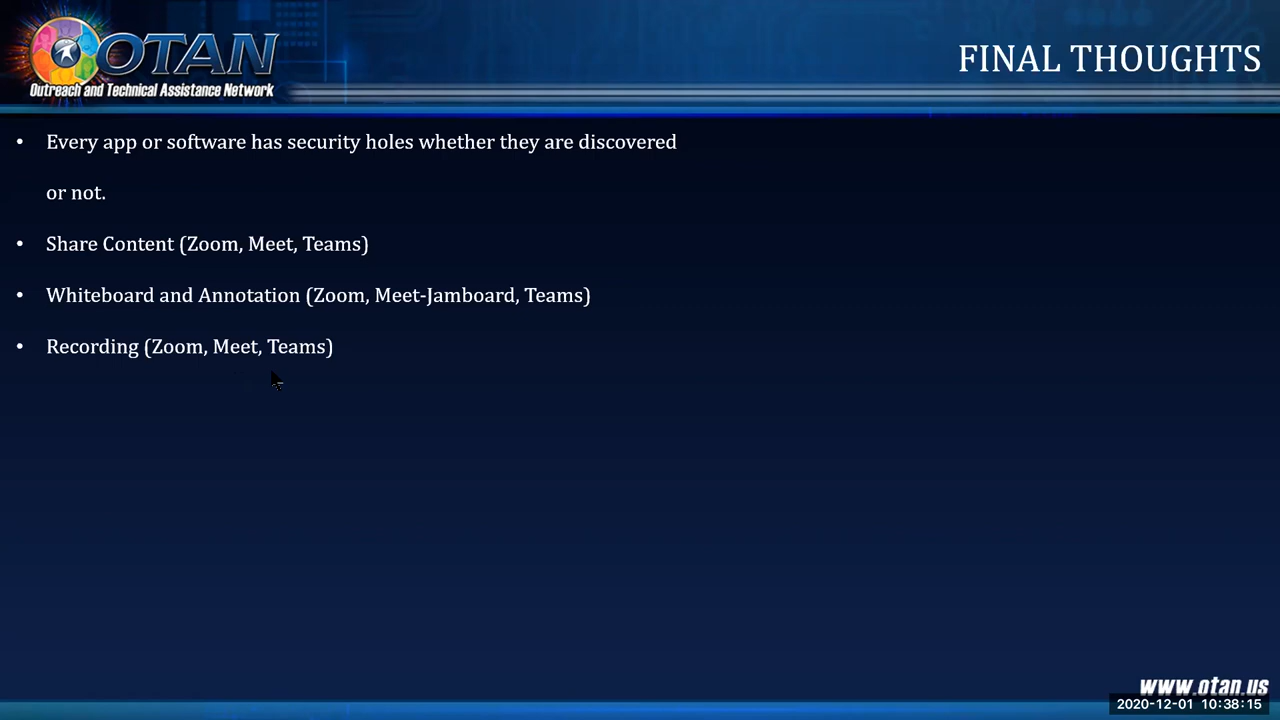 OTAN
Outreach and Technical Assistance Network
FINAL THOUGHTS
• Every app or software has security holes whether they are discovered
or not.
• Share Content (Zoom, Meet, Teams)
• Whiteboard and Annotation (Zoom, Meet-Jamboard, Teams)
• Recording (Zoom, Meet, Teams)
www.otan.us
2020-12-01 10:38:15